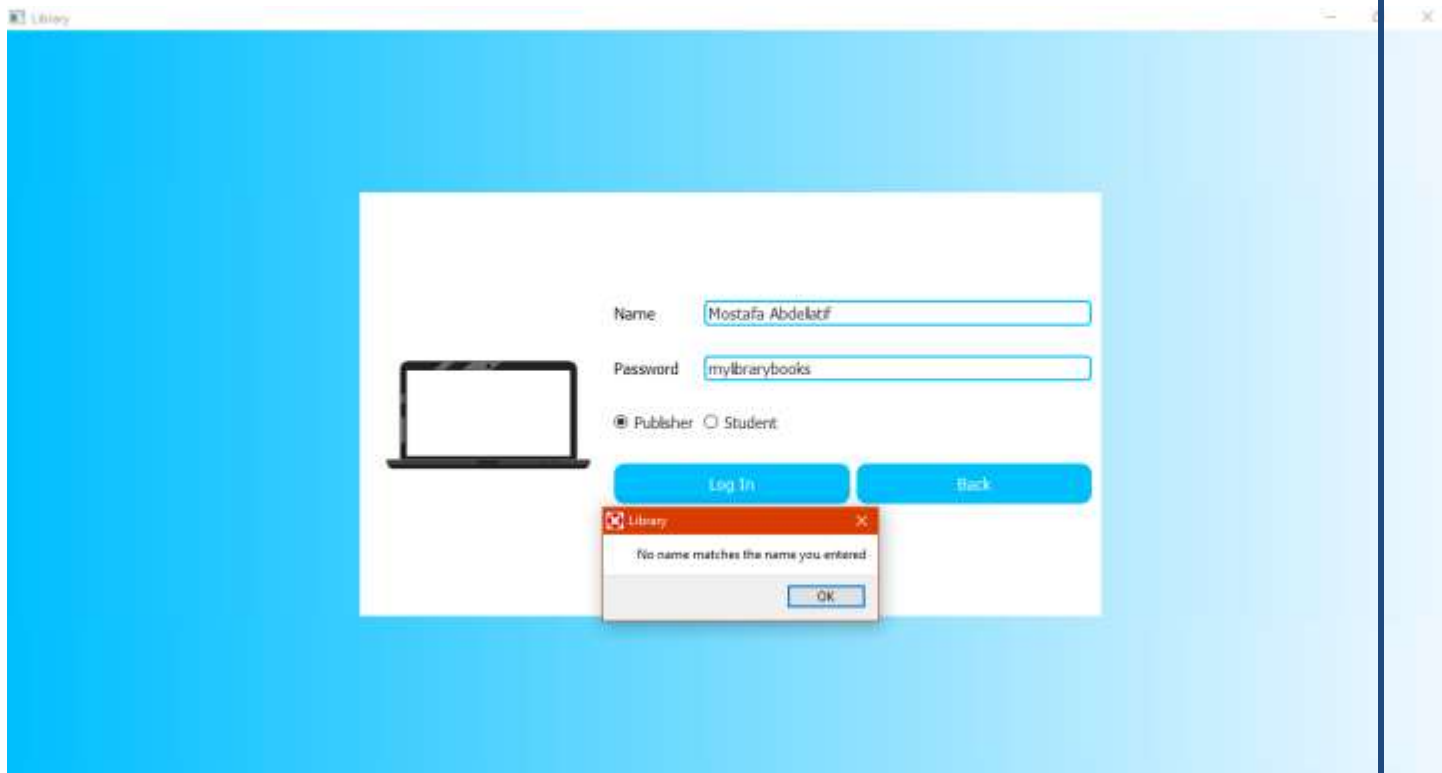 Library
Name Mostafa Abdellatif
Password mylibrarybooks
Publisher Student
Log In Back
Library
No name matches the name you entered
OK